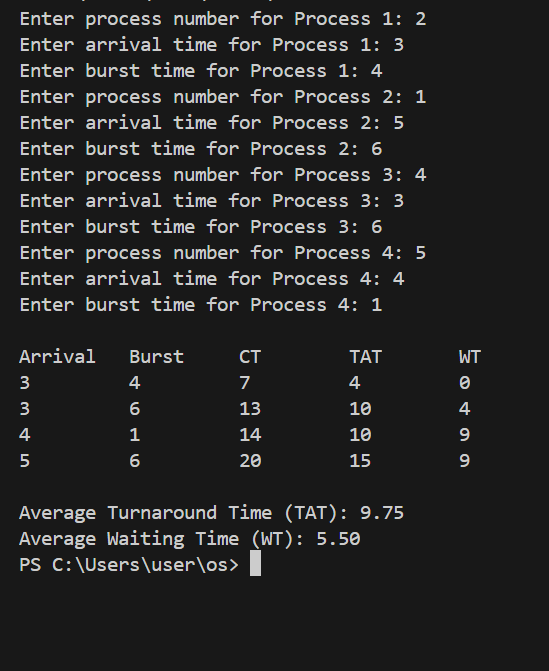 Enter process number for Process 1: 2
Enter arrival time for Process 1: 3
Enter burst time for Process 1: 4
Enter process number for Process 2: 1
Enter arrival time for Process 2: 5
Enter burst time for Process 2: 6
Enter process number for Process 3: 4
Enter arrival time for Process 3: 3
Enter burst time for Process 3: 6
Enter process number for Process 4: 5
Enter arrival time for Process 4: 4
Enter burst time for Process 4: 1
Arrival Burst CT TAT WT
3 4 7 4 0
3 6 13 10 4
4 1 14 10 9
5 6 20 15 9
Average Turnaround Time (TAT): 9.75
Average Waiting Time (WT): 5.50
PS C:\Users\user\os>